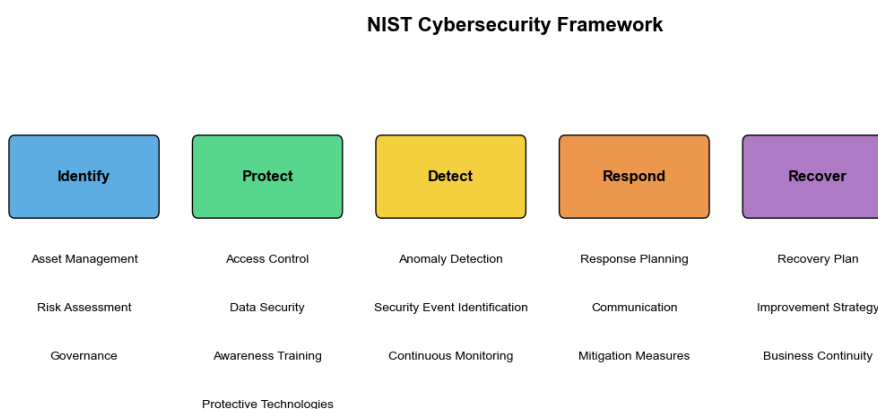 NIST Cybersecurity Framework
Identify
Protect
Detect
Respond
Recover
Asset Management
Access Control
Anomaly Detection
Response Planning
Recovery Plan
Risk Assessment
Data Security
Security Event Identification
Communication
Improvement Strategy
Governance
Awareness Training
Continuous Monitoring
Mitigation Measures
Business Continuity
Protective Technologies